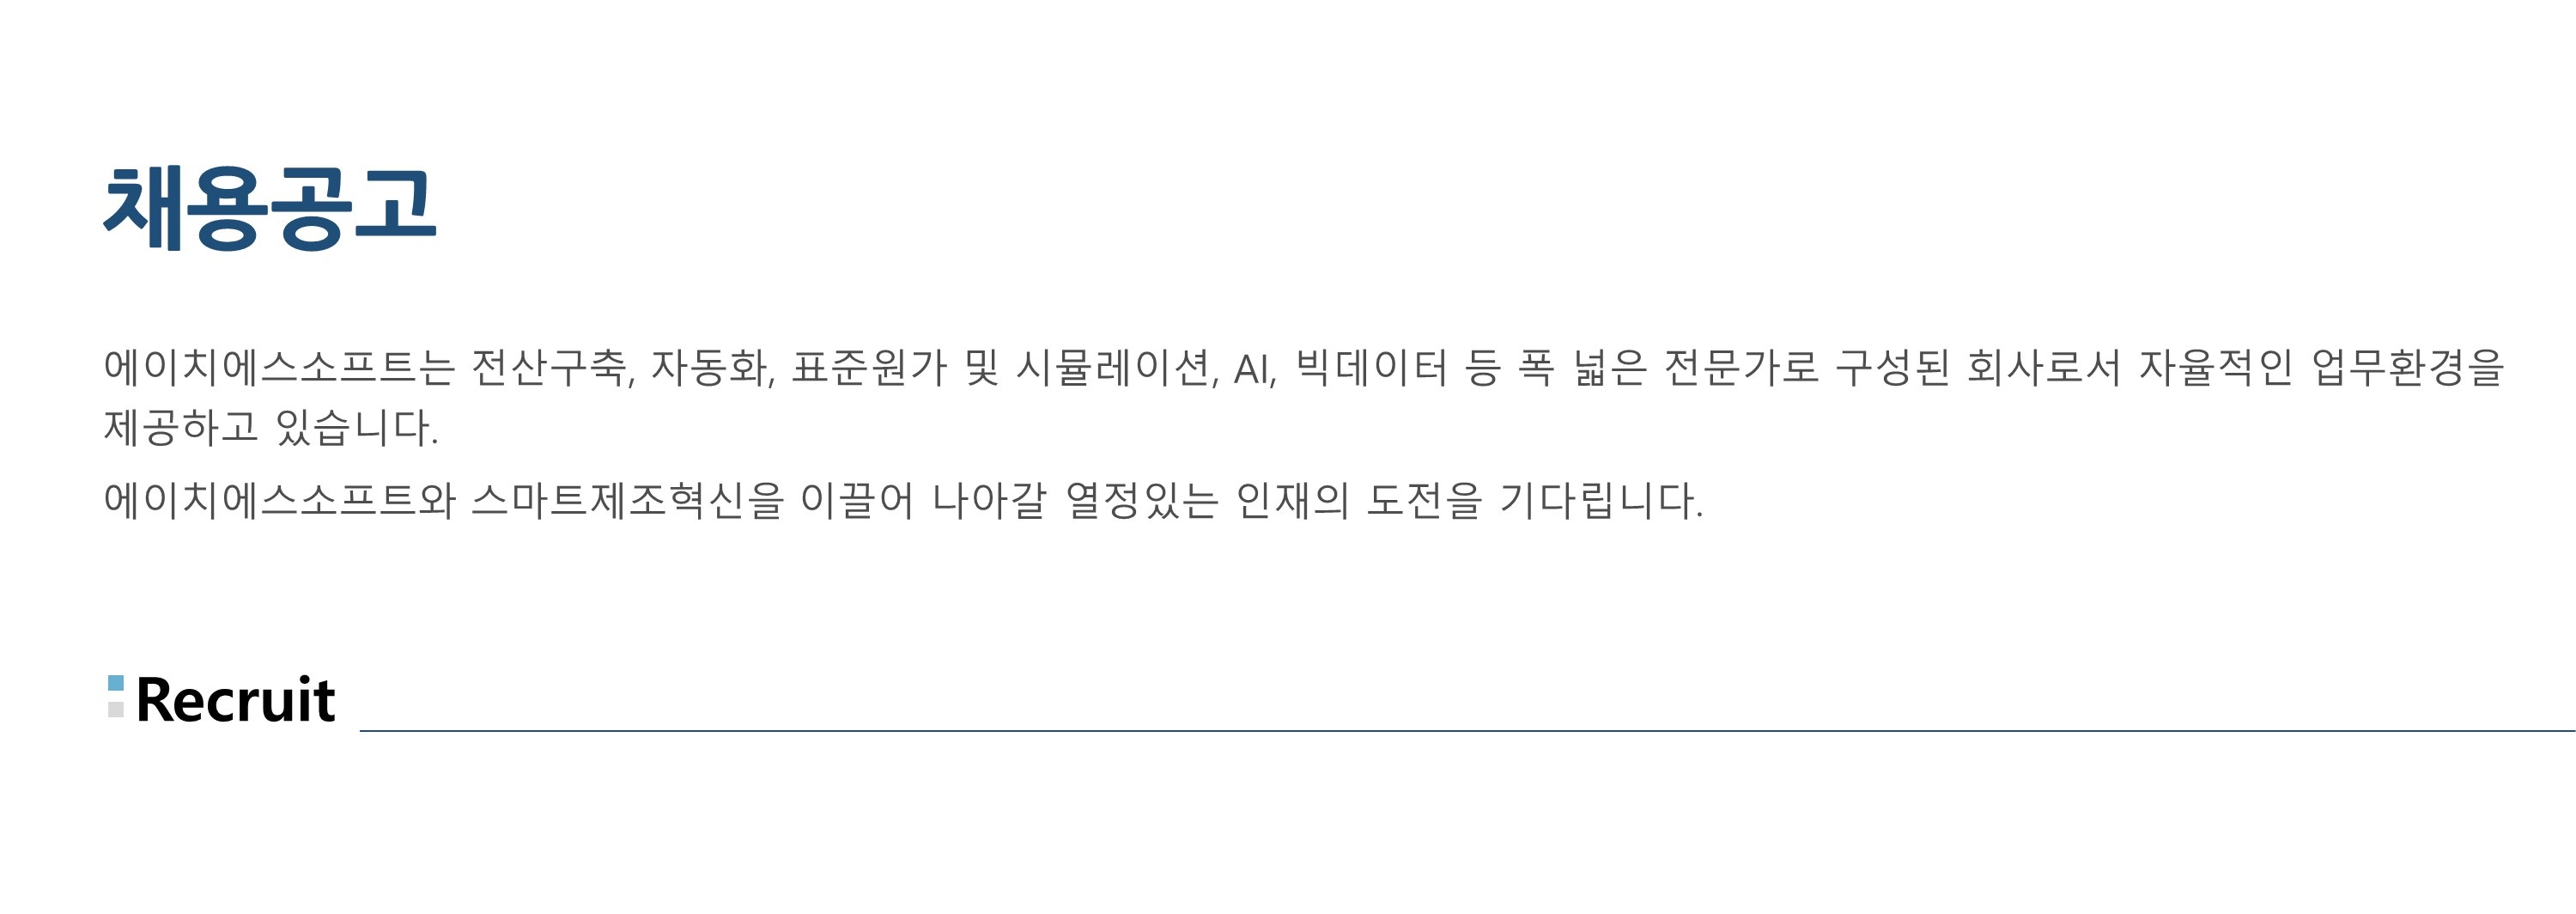 채용공고
에이치에스소프트는 전산구축, 자동화, 표준원가 및 시뮬레이션, AI, 빅데이터 등 폭 넓은 전문가로 구성된 회사로서 자율적인 업무환경을
제공하고 있습니다.
에이치에스소프트와 스마트제조혁신을 이끌어 나아갈 열정있는 인재의 도전을 기다립니다.
Recruit